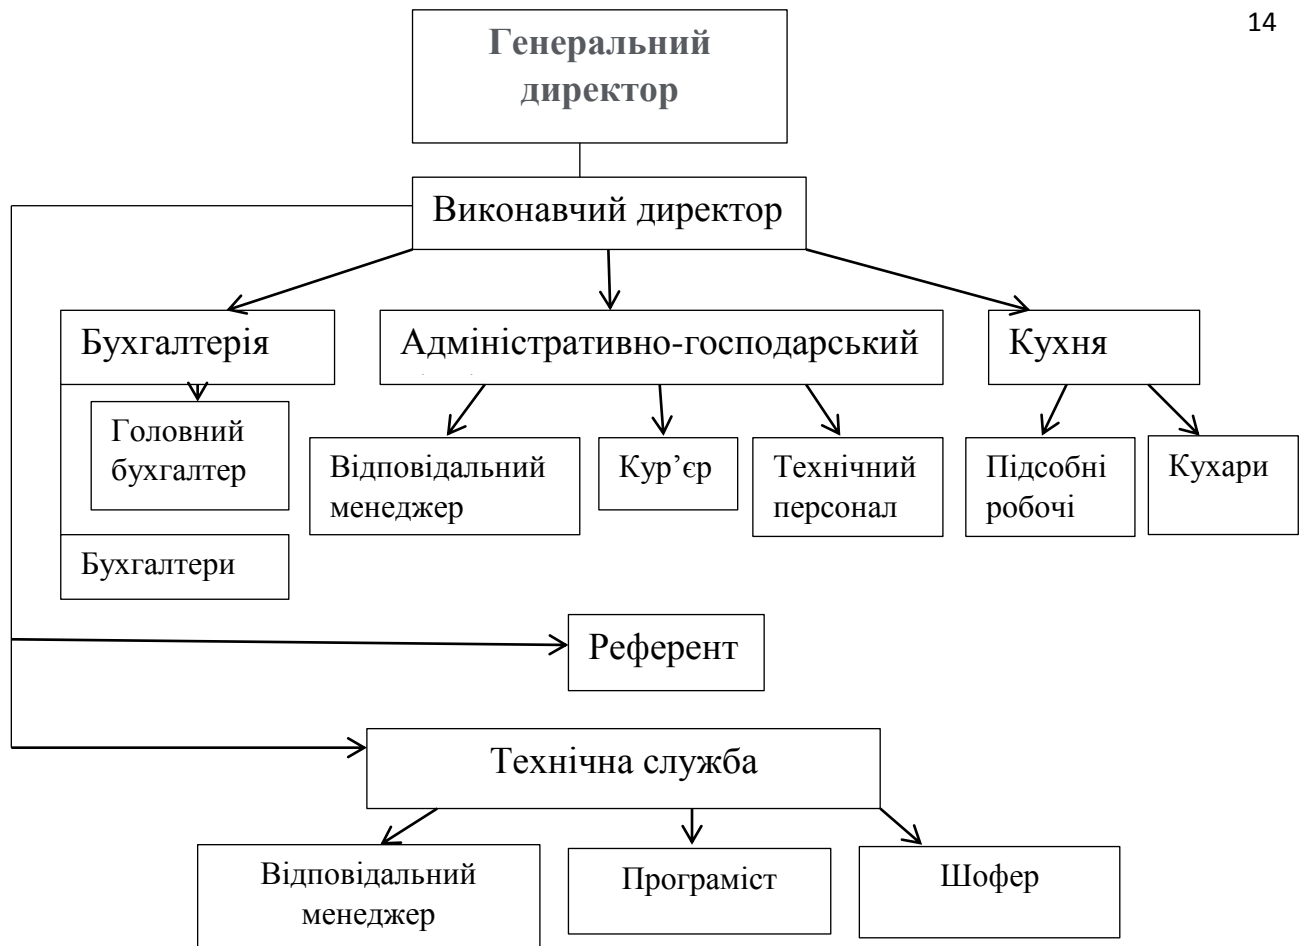 14
Генеральний
директор
Виконавчий директор
Бухгалтерія
Адміністративно-господарський
Кухня
Головний
бухгалтер
Відповідальний
менеджер
Кур’єр
Технічний
персонал
Підсобні
робочі
Кухари
Бухгалтери
Референт
Технічна служба
Відповідальний
менеджер
Програміст
Шофер